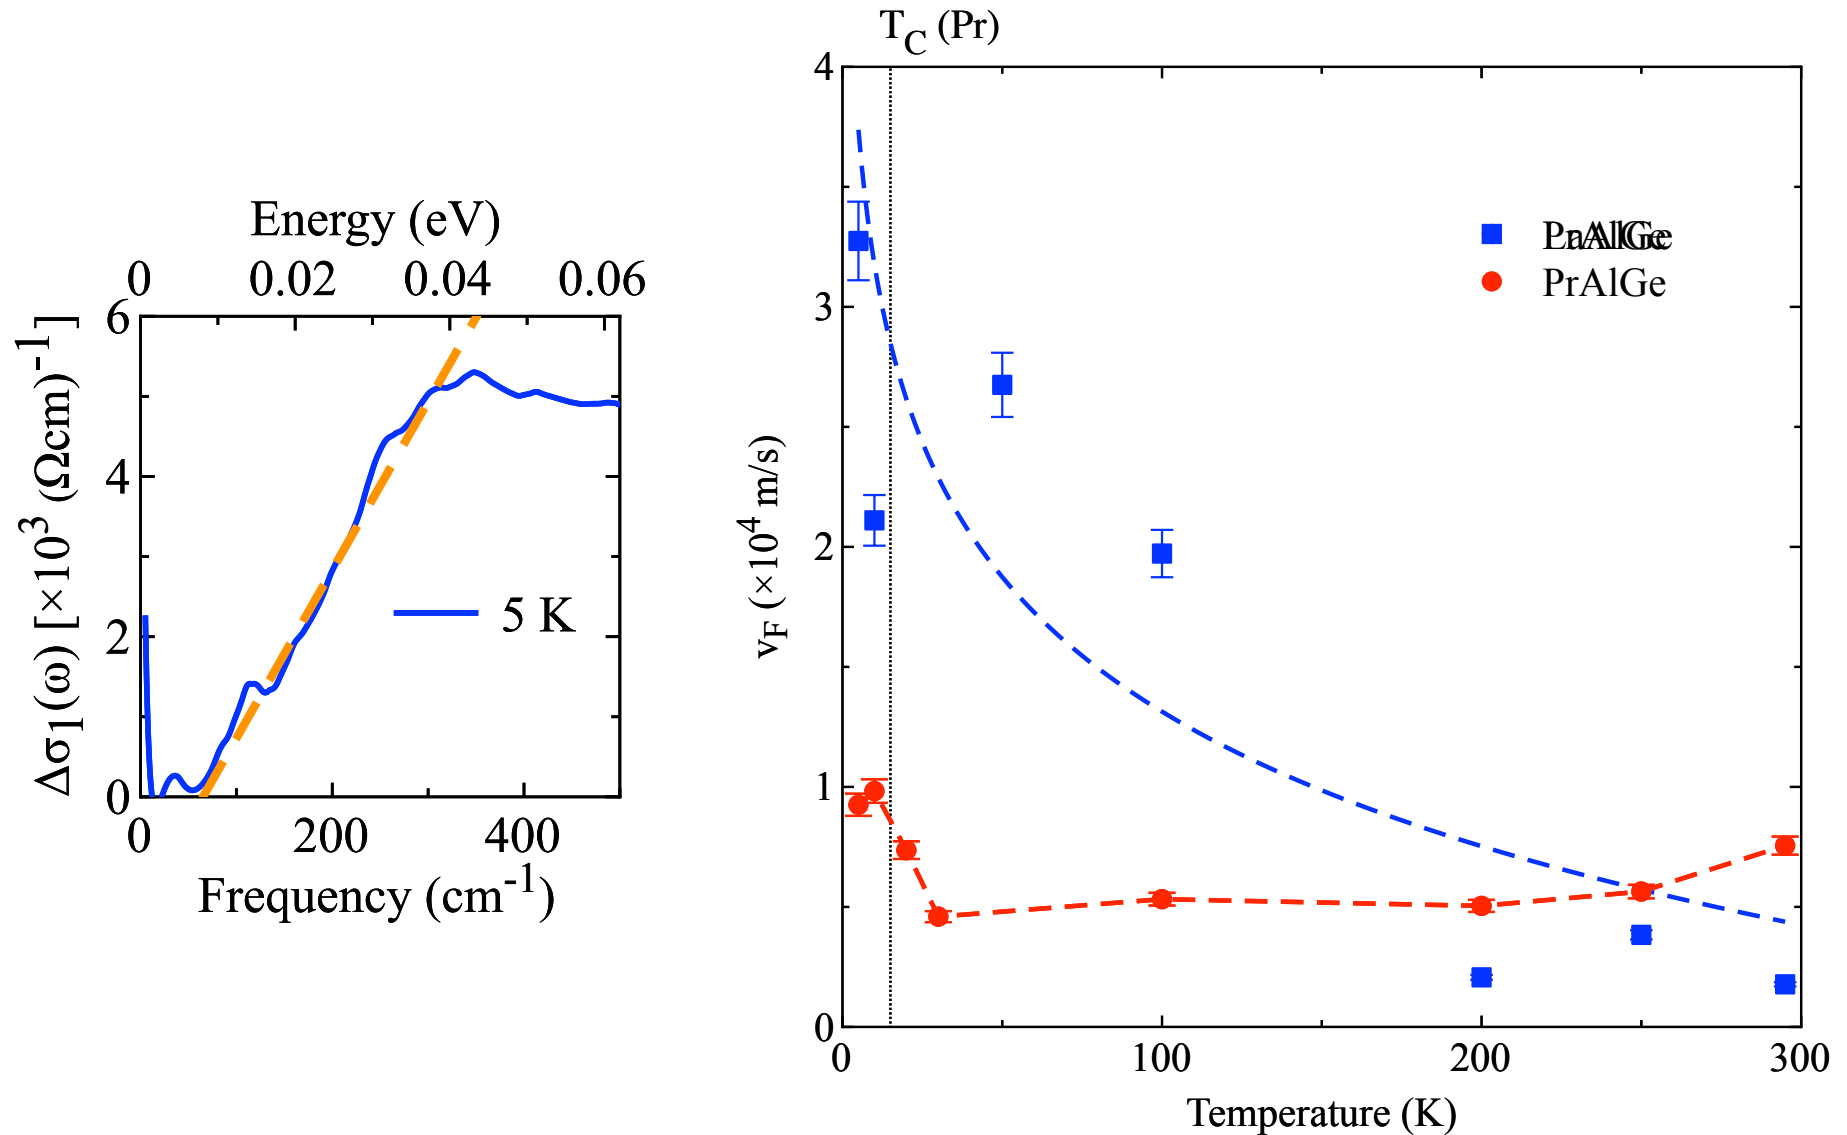 Energy (eV)
0 0.02 0.04 0.06
6
4
2
0
Δσ1(ω) [×10^3 (Ωcm)^-1]
5 K
0 200 400
Frequency (cm^-1)
T_C (Pr)
4
3
2
1
0
v_F (×10^4 m/s)
PrAlGe
0 100 200 300
Temperature (K)